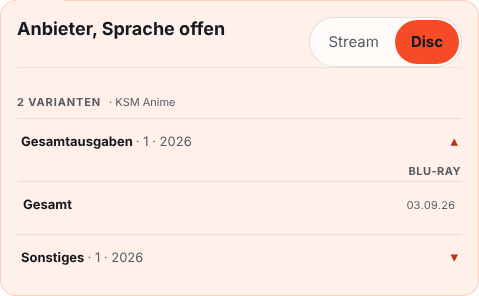 Anbieter, Sprache offen
Stream Disc
2 VARIANTEN · KSM Anime
Gesamtausgaben · 1 · 2026 ▲
BLU-RAY
Gesamt 03.09.26
Sonstiges · 1 · 2026 ▼